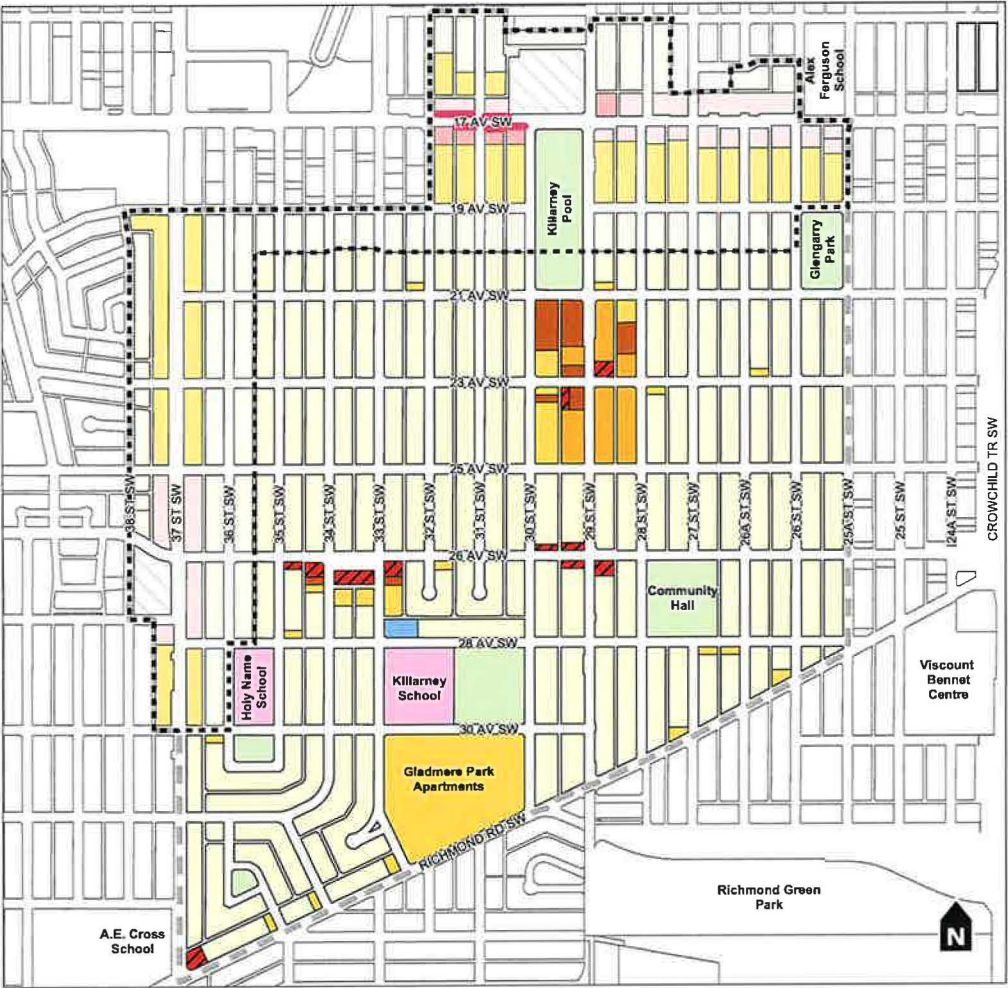 Alex
Ferguson
School
17 AV SW
Killarney
Pool
19 AV SW
Glengarry
Park
21 AV SW
23 AV SW
25 AV SW
38 ST SW
37 ST SW
36 ST SW
35 ST SW
34 ST SW
33 ST SW
32 ST SW
31 ST SW
30 ST SW
29 ST SW
28 ST SW
27 ST SW
26A ST SW
26 ST SW
25A ST SW
25 ST SW
24A ST SW
CROWCHILD TR SW
26 AV SW
Community
Hall
28 AV SW
Holy Name
School
Killarney
School
Viscount
Bennet
Centre
30 AV SW
Gladmere Park
Apartments
RICHMOND RD SW
Richmond Green
Park
A.E. Cross
School
N